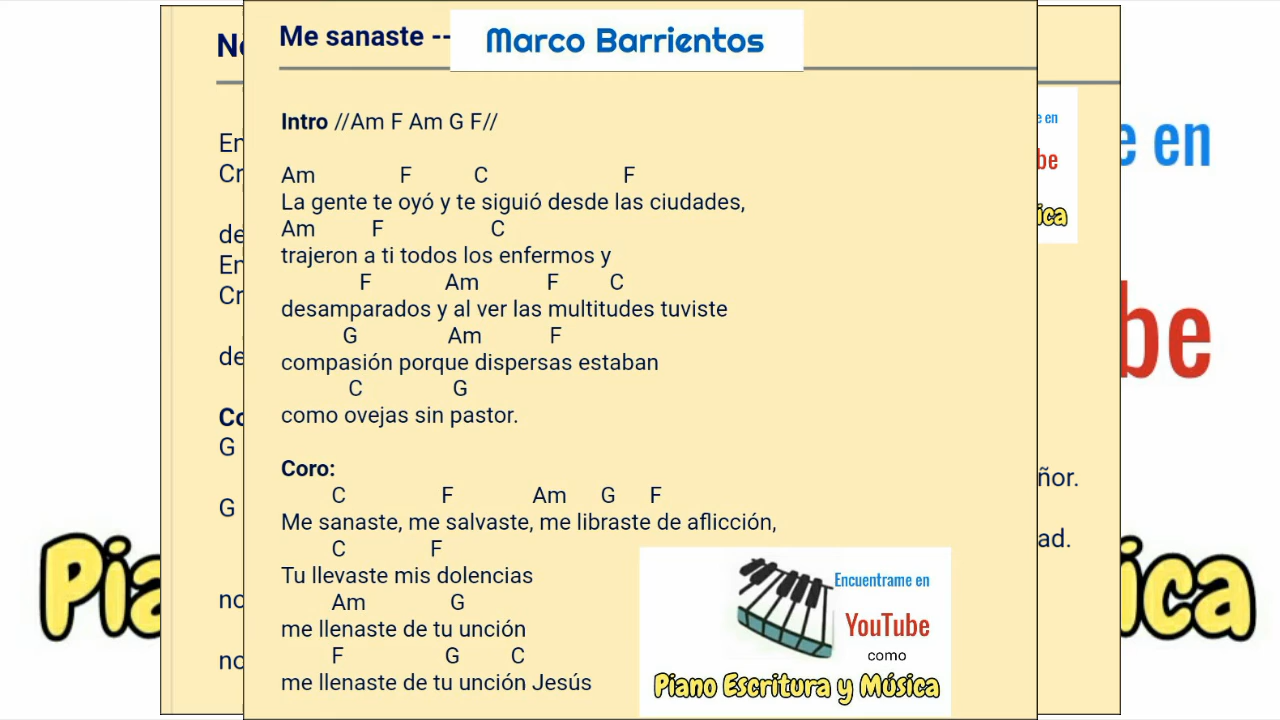 Me sanaste -- Marco Barrientos
Intro //Am F Am G F//
Am F C F
La gente te oyó y te siguió desde las ciudades,
Am F C
trajeron a ti todos los enfermos y
F Am F C
desamparados y al ver las multitudes tuviste
G Am F
compasión porque dispersas estaban
C G
como ovejas sin pastor.
Coro:
C F Am G F
Me sanaste, me salvaste, me libraste de aflicción,
C F
Tu llevaste mis dolencias
Am G
me llenaste de tu unción
F G C
me llenaste de tu unción Jesús
Encuentrame en
YouTube
como
Piano Escritura y Música
G
G
en
en